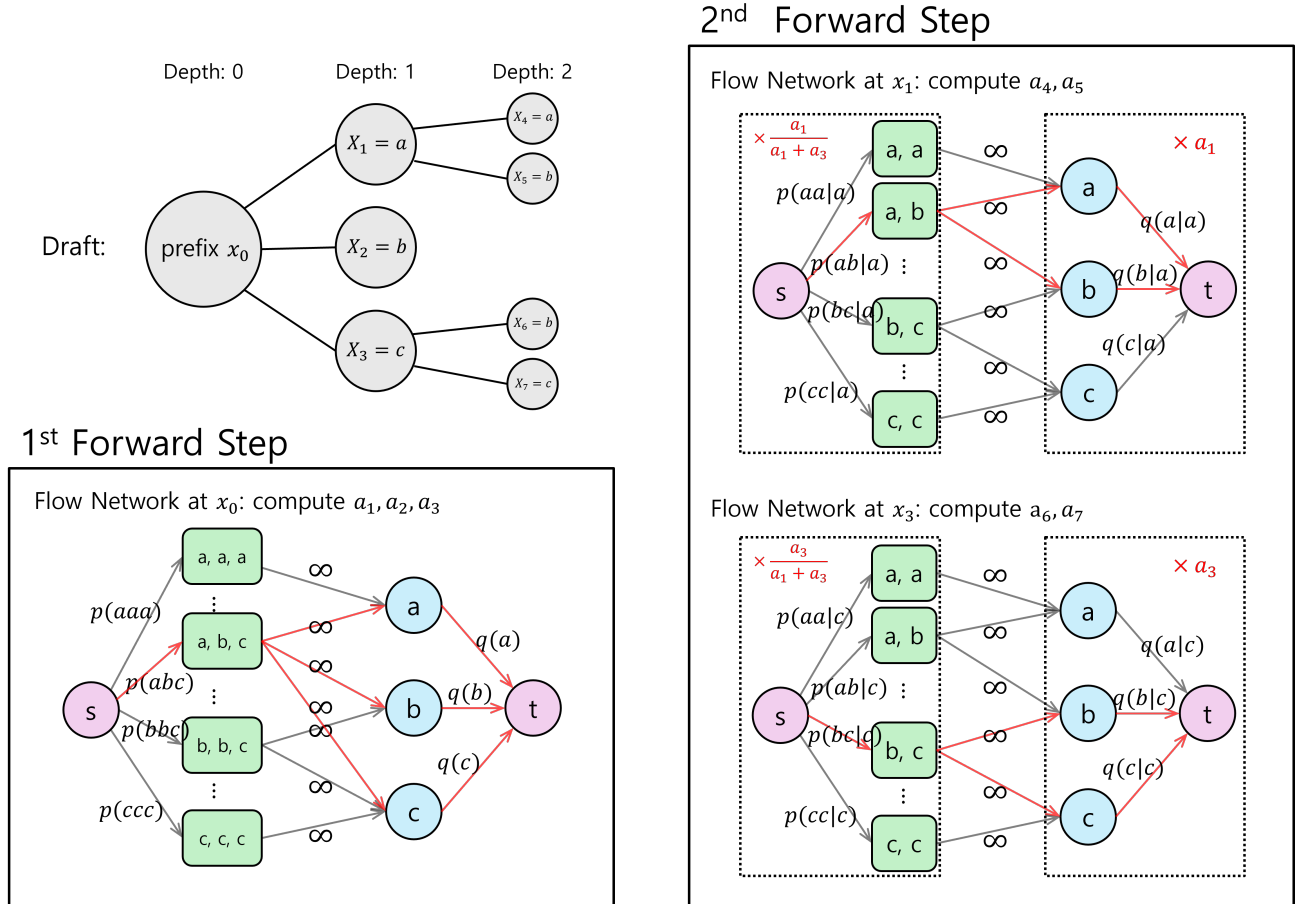 Depth: 0
Depth: 1
Depth: 2
Draft:
prefix x₀
X₁ = a
X₂ = b
X₃ = c
X₄ = a
X₅ = b
X₆ = b
X₇ = c
1st Forward Step
Flow Network at x₀: compute a₁, a₂, a₃
s
p(aaa)
p(abc)
p(bbc)
p(ccc)
a, a, a
⋮
a, b, c
⋮
b, b, c
⋮
c, c, c
∞
∞
∞
∞
∞
∞
∞
a
b
c
q(a)
q(b)
q(c)
t
2nd Forward Step
Flow Network at x₁: compute a₄, a₅
× a₁ / (a₁ + a₃)
× a₁
s
p(aa|a)
p(ab|a)
p(bc|a)
p(cc|a)
a, a
a, b
⋮
b, c
⋮
c, c
∞
∞
∞
∞
∞
∞
a
b
c
q(a|a)
q(b|a)
q(c|a)
t
Flow Network at x₃: compute a₆, a₇
× a₃ / (a₁ + a₃)
× a₃
s
p(aa|c)
p(ab|c)
p(bc|c)
p(cc|c)
a, a
a, b
⋮
b, c
⋮
c, c
∞
∞
∞
∞
∞
∞
a
b
c
q(a|c)
q(b|c)
q(c|c)
t